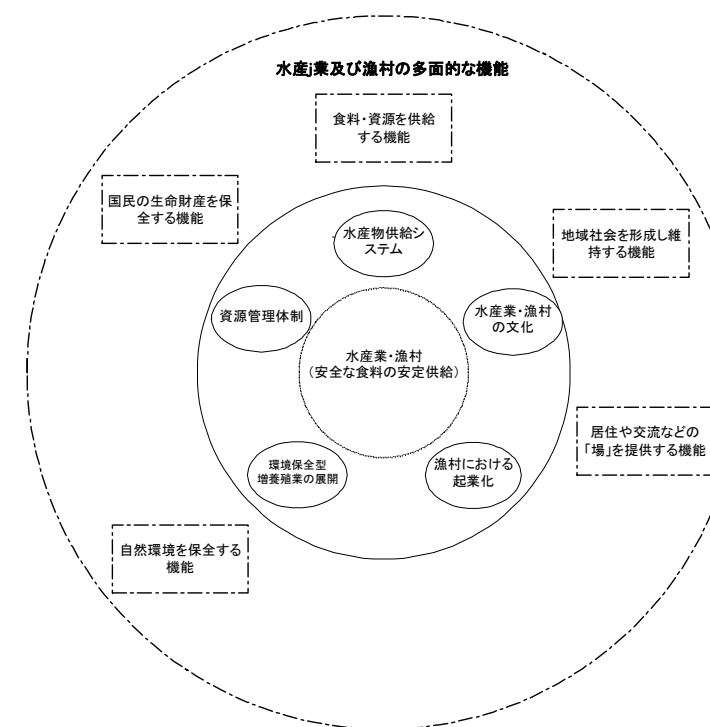 水産j業及び漁村の多面的な機能
食料・資源を供給
する機能
国民の生命財産を保
全する機能
地域社会を形成し維
持する機能
水産物供給シ
ステム
資源管理体制
水産業・漁村
の文化
水産業・漁村
(安全な食料の安定供給)
居住や交流などの
「場」を提供する機能
環境保全型
増養殖業の展開
漁村における
起業化
自然環境を保全する
機能